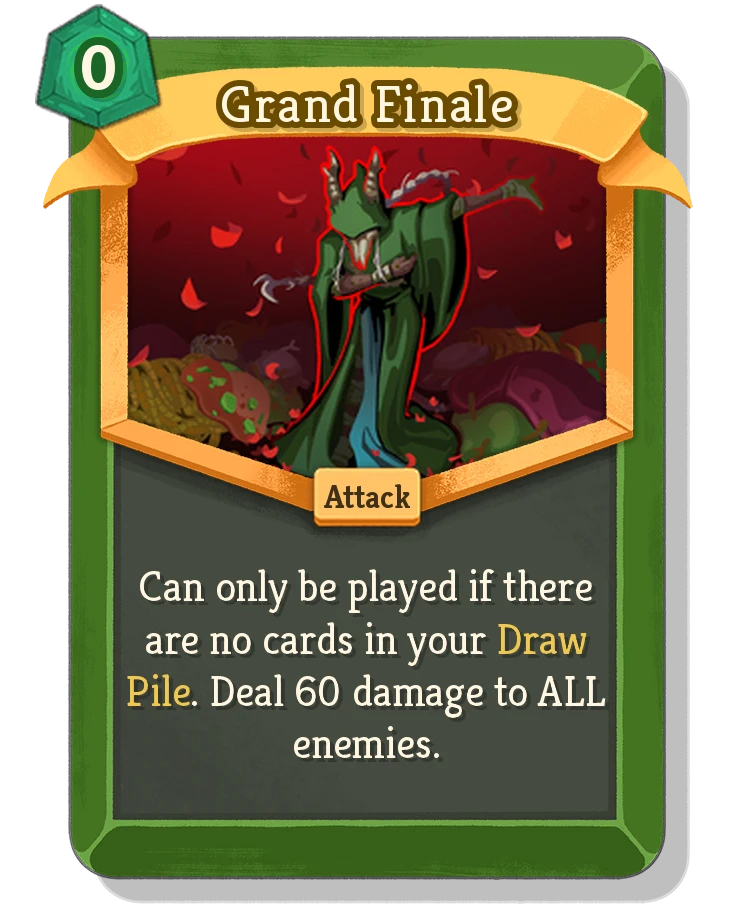 0
Grand Finale
Attack
Can only be played if there
are no cards in your Draw
Pile. Deal 60 damage to ALL
enemies.